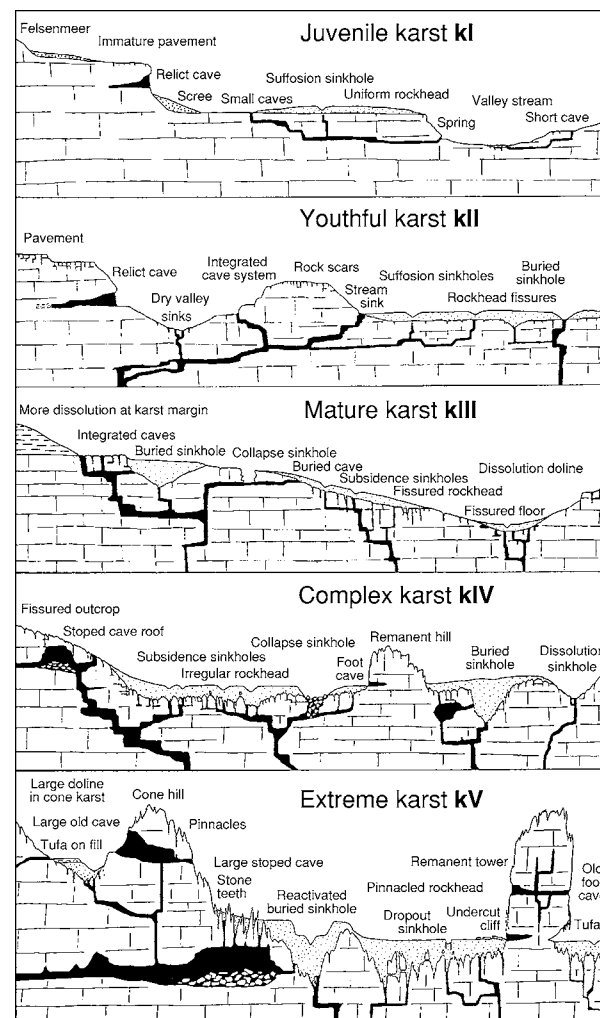 Juvenile karst kI
Felsenmeer
Immature pavement
Relict cave
Scree
Small caves
Suffosion sinkhole
Uniform rockhead
Spring
Valley stream
Short cave
Youthful karst kII
Pavement
Relict cave
Dry valley
sinks
Integrated
cave system
Rock scars
Stream
sink
Suffosion sinkholes
Rockhead fissures
Buried
sinkhole
Mature karst kIII
More dissolution at karst margin
Integrated caves
Buried sinkhole
Collapse sinkhole
Buried cave
Subsidence sinkholes
Fissured rockhead
Dissolution doline
Fissured floor
Complex karst kIV
Fissured outcrop
Stoped cave roof
Subsidence sinkholes
Irregular rockhead
Collapse sinkhole
Foot
cave
Remanent hill
Buried
sinkhole
Dissolution
sinkhole
Extreme karst kV
Large doline
in cone karst
Cone hill
Large old cave
Pinnacles
Tufa on fill
Large stoped cave
Stone
teeth
Reactivated
buried sinkhole
Remanent tower
Pinnacled rockhead
Dropout
sinkhole
Undercut
cliff
Old
foot
cave
Tufa